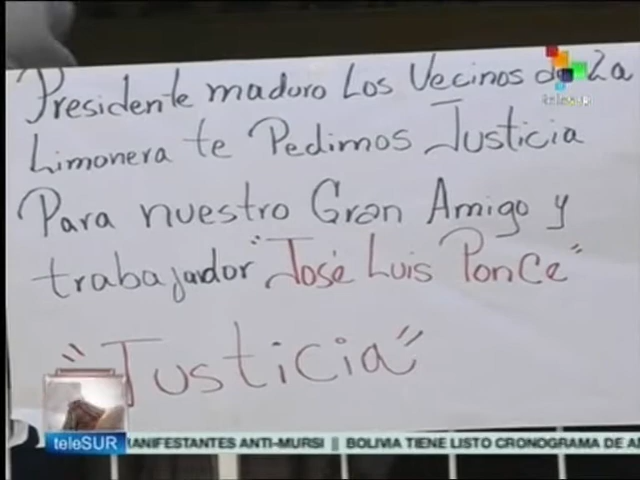 Presidente maduro Los Vecinos de La
Limonera te Pedimos Justicia
Para nuestro Gran Amigo y
trabajador "José Luis Ponce"
"Justicia"
teleSUR
teleSUR
MANIFESTANTES ANTI-MURSI || BOLIVIA TIENE LISTO CRONOGRAMA DE